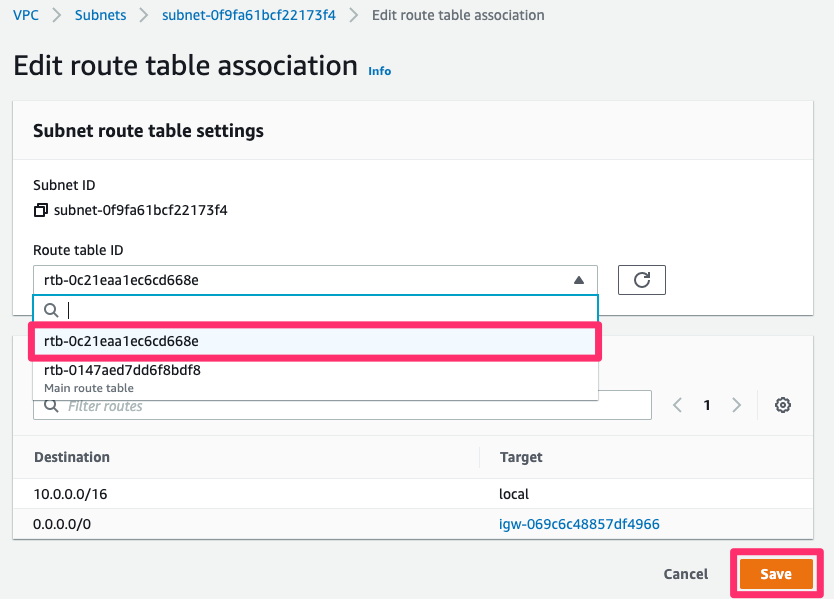 VPC > Subnets > subnet-0f9fa61bcf22173f4 > Edit route table association
Edit route table association Info
Subnet route table settings
Subnet ID
subnet-0f9fa61bcf22173f4
Route table ID
rtb-0c21eaa1ec6cd668e
rtb-0c21eaa1ec6cd668e
rtb-0147aed7dd6f8bdf8
Main route table
Filter routes
< 1 >
Destination Target
10.0.0.0/16 local
0.0.0.0/0 igw-069c6c48857df4966
Cancel Save